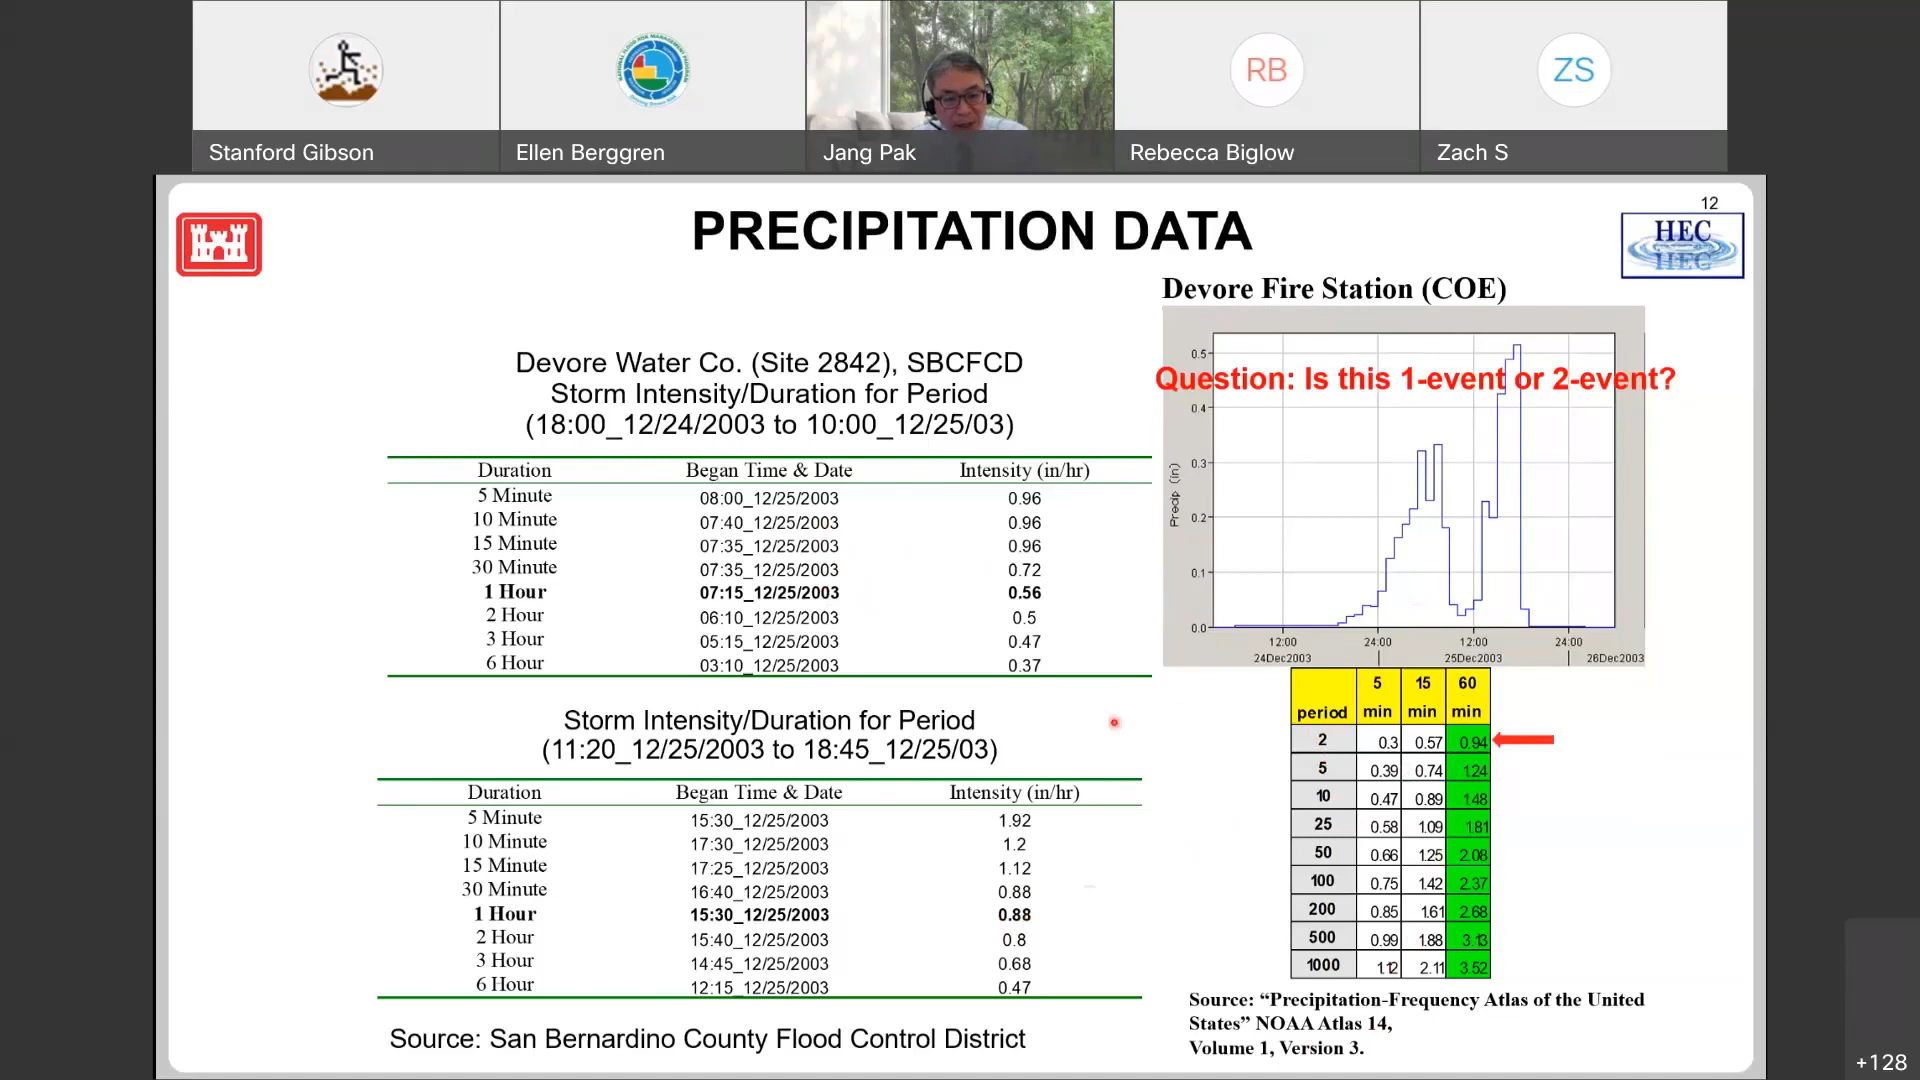 RB
ZS
Stanford Gibson
Ellen Berggren
Jang Pak
Rebecca Biglow
Zach S
12
PRECIPITATION DATA
HEC
Devore Fire Station (COE)
Question: Is this 1-event or 2-event?
Devore Water Co. (Site 2842), SBCFCD
Storm Intensity/Duration for Period
(18:00_12/24/2003 to 10:00_12/25/03)
Duration Began Time & Date Intensity (in/hr)
5 Minute 08:00_12/25/2003 0.96
10 Minute 07:40_12/25/2003 0.96
15 Minute 07:35_12/25/2003 0.96
30 Minute 07:35_12/25/2003 0.72
1 Hour 07:15_12/25/2003 0.56
2 Hour 06:10_12/25/2003 0.5
3 Hour 05:15_12/25/2003 0.47
6 Hour 03:10_12/25/2003 0.37
Storm Intensity/Duration for Period
(11:20_12/25/2003 to 18:45_12/25/03)
Duration Began Time & Date Intensity (in/hr)
5 Minute 15:30_12/25/2003 1.92
10 Minute 17:30_12/25/2003 1.2
15 Minute 17:25_12/25/2003 1.12
30 Minute 16:40_12/25/2003 0.88
1 Hour 15:30_12/25/2003 0.88
2 Hour 15:40_12/25/2003 0.8
3 Hour 14:45_12/25/2003 0.68
6 Hour 12:15_12/25/2003 0.47
Source: San Bernardino County Flood Control District
Precip (in)
0.5
0.4
0.3
0.2
0.1
0.0
12:00 24:00 12:00 24:00
24Dec2003 25Dec2003 26Dec2003
5 15 60
period min min min
2 0.3 0.57 0.94
5 0.39 0.74 1.24
10 0.47 0.89 1.48
25 0.58 1.09 1.81
50 0.66 1.25 2.08
100 0.75 1.42 2.37
200 0.85 1.61 2.68
500 0.99 1.88 3.13
1000 1.12 2.11 3.52
Source: “Precipitation-Frequency Atlas of the United
States” NOAA Atlas 14,
Volume 1, Version 3.
+128